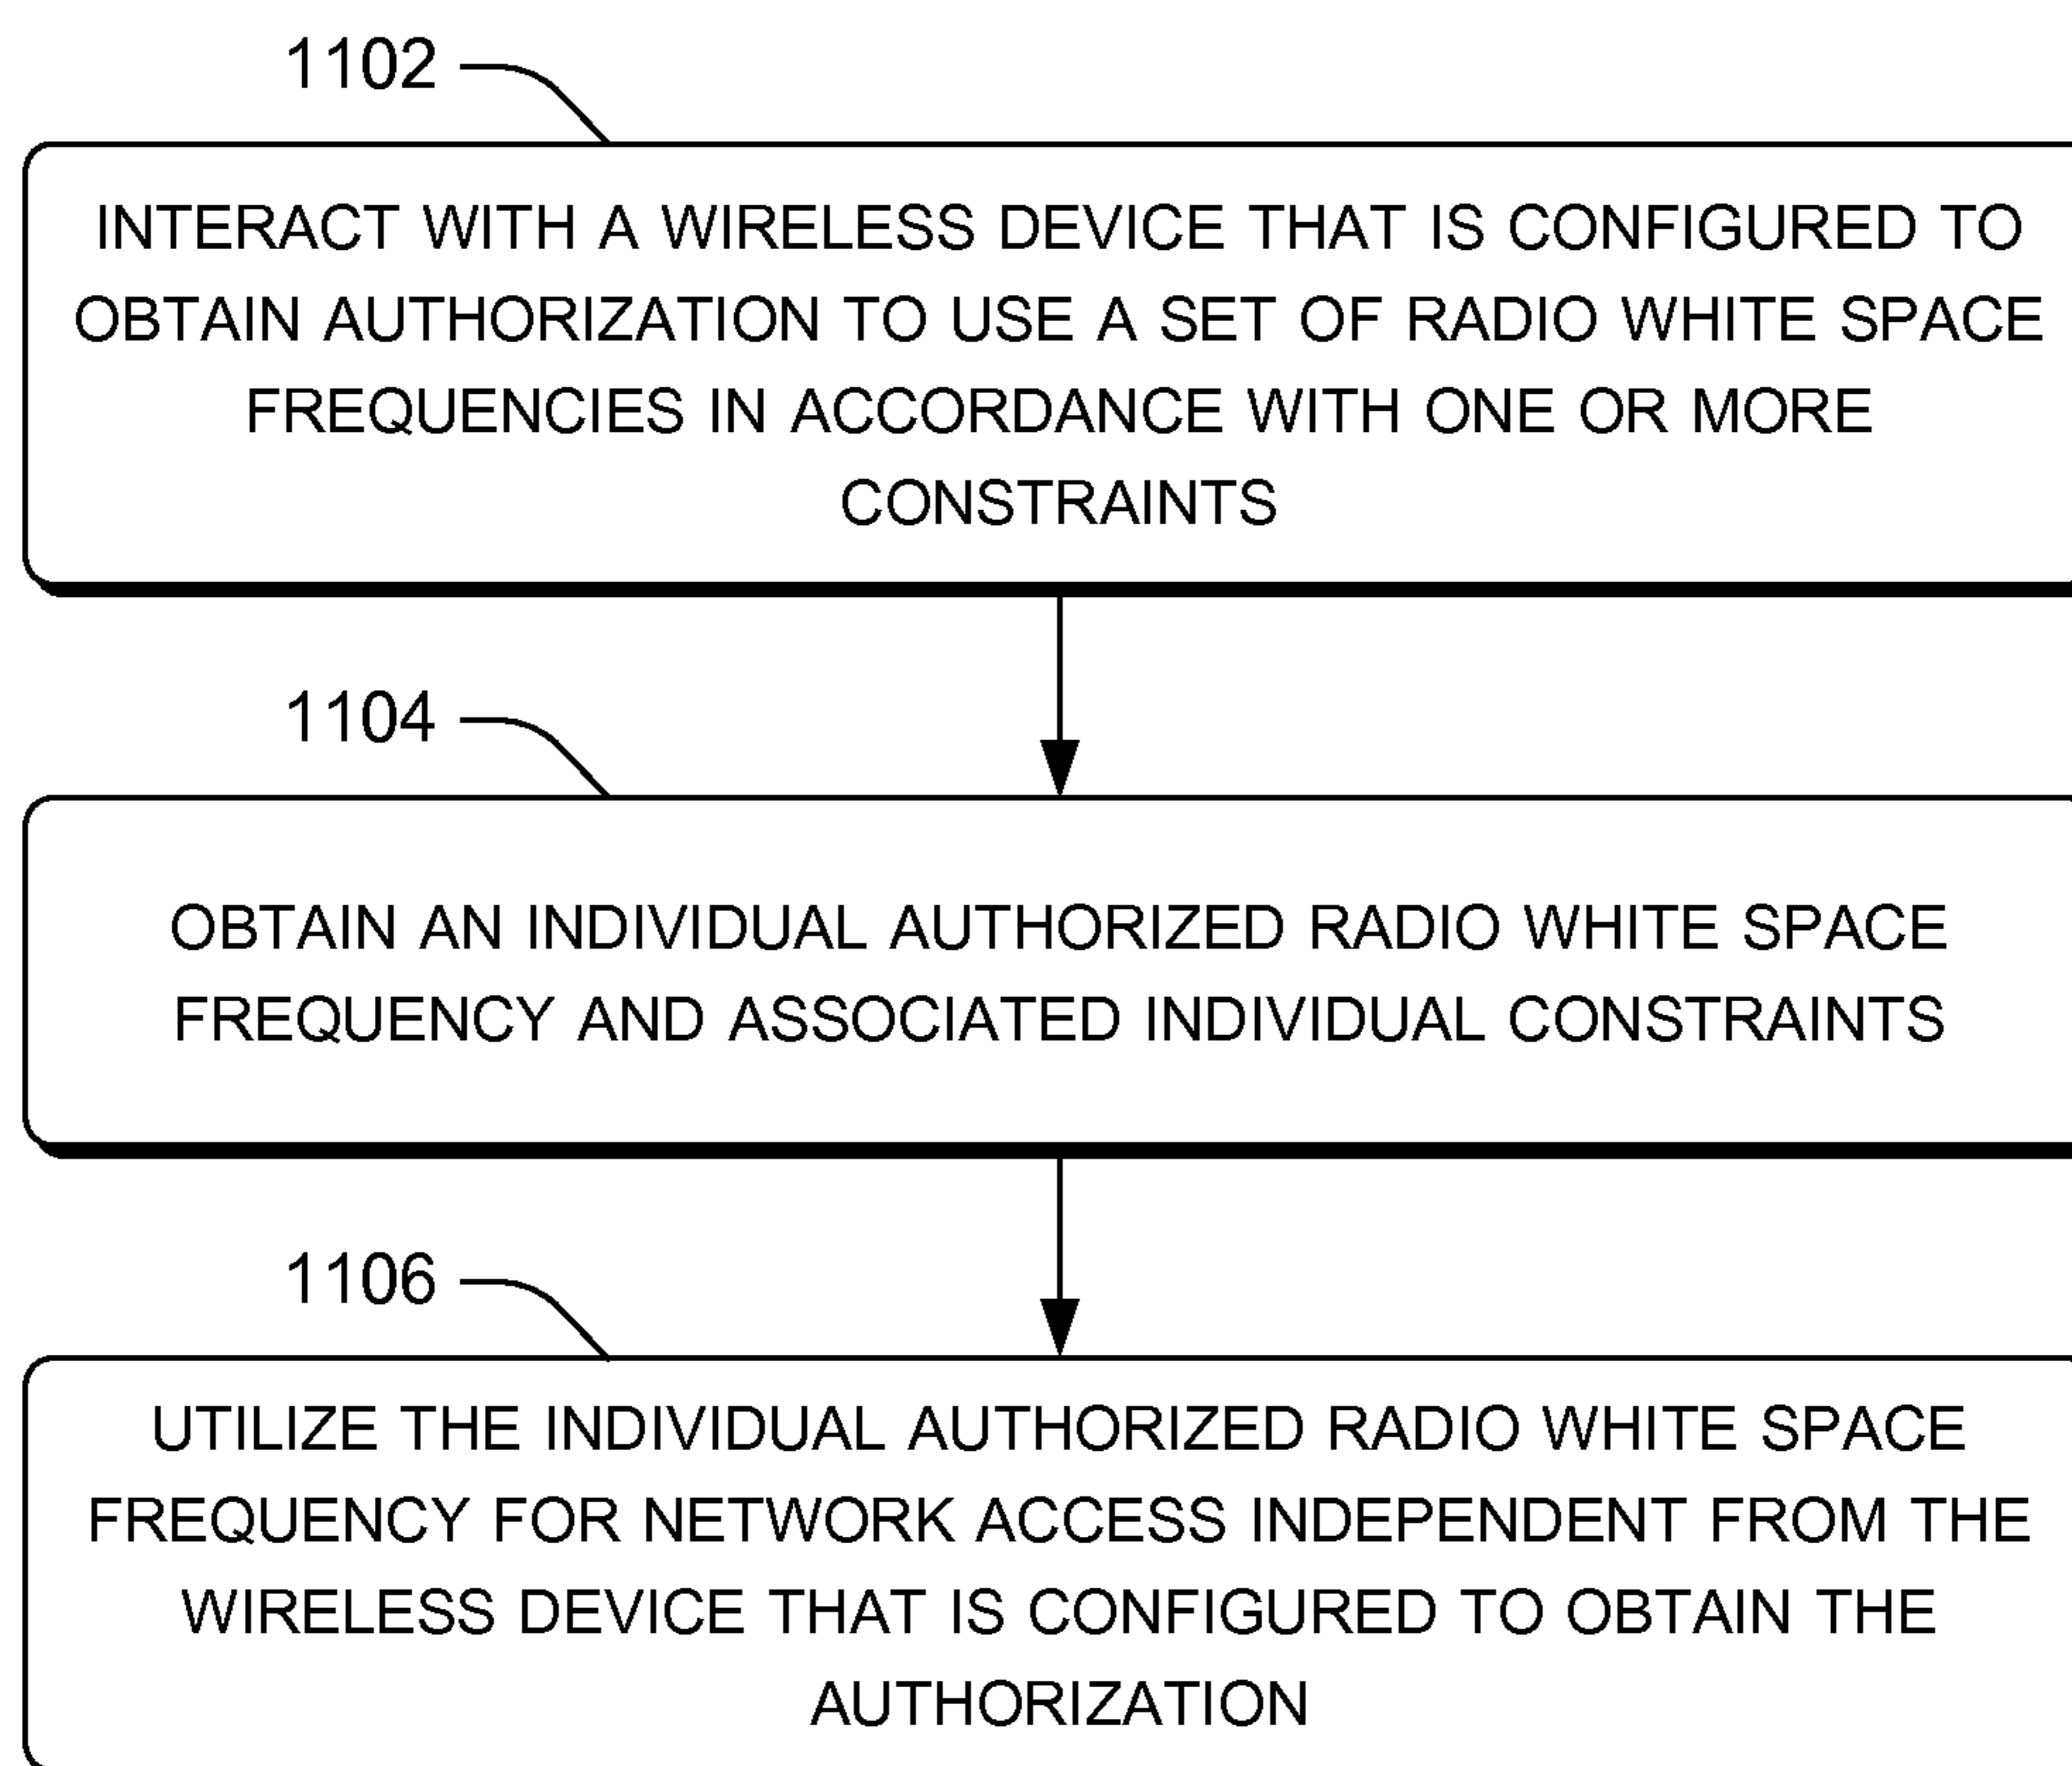 1102
INTERACT WITH A WIRELESS DEVICE THAT IS CONFIGURED TO
OBTAIN AUTHORIZATION TO USE A SET OF RADIO WHITE SPACE
FREQUENCIES IN ACCORDANCE WITH ONE OR MORE
CONSTRAINTS
1104
OBTAIN AN INDIVIDUAL AUTHORIZED RADIO WHITE SPACE
FREQUENCY AND ASSOCIATED INDIVIDUAL CONSTRAINTS
1106
UTILIZE THE INDIVIDUAL AUTHORIZED RADIO WHITE SPACE
FREQUENCY FOR NETWORK ACCESS INDEPENDENT FROM THE
WIRELESS DEVICE THAT IS CONFIGURED TO OBTAIN THE
AUTHORIZATION